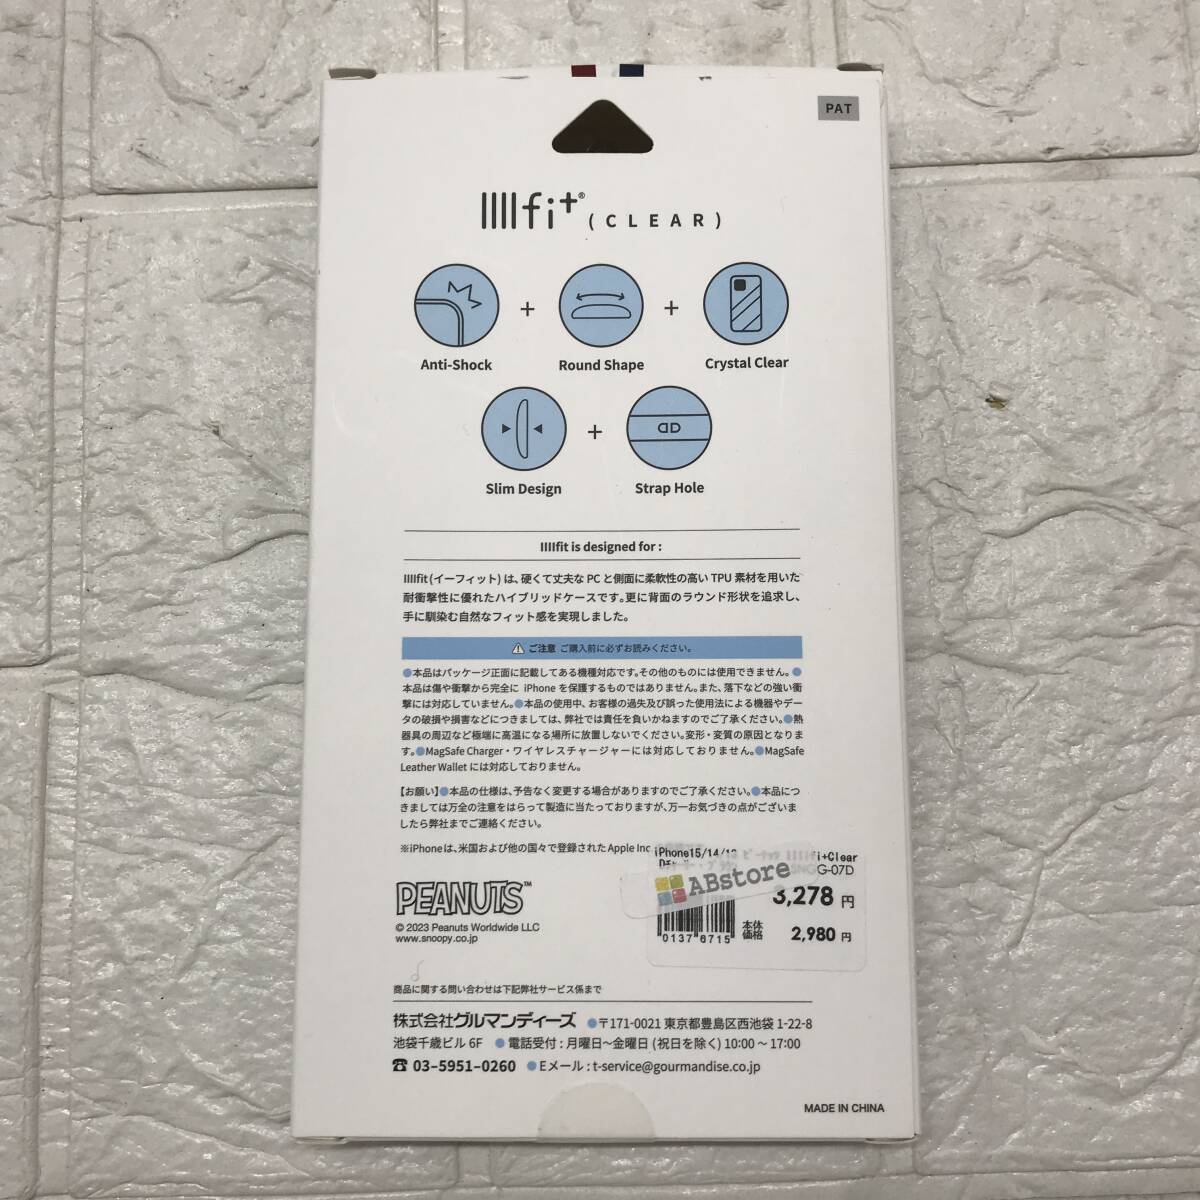 PAT
IIIIfit® (CLEAR)
Anti-Shock + Round Shape + Crystal Clear
Slim Design + Strap Hole
IIIIfit is designed for :
IIIIfit(イーフィット)は、硬くて丈夫な PC と側面に柔軟性の高い TPU 素材を用いた
耐衝撃性に優れたハイブリッドケースです。更に背面のラウンド形状を追求し、
手に馴染む自然なフィット感を実現しました。
⚠ ご注意 ご購入前に必ずお読みください。
●本品はパッケージ正面に記載してある機種対応です。その他のものには使用できません。●
本品は傷や衝撃から完全に iPhone を保護するものではありません。また、落下などの強い衝
撃には対応していません。●本品の使用中、お客様の過失及び誤った使用法による機器やデー
タの破損や損害などにつきましては、弊社では責任を負いかねますのでご了承ください。●熱
器具の周辺など極端に高温になる場所に放置しないでください。変形・変質の原因となりま
す。●MagSafe Charger・ワイヤレスチャージャーには対応しておりません。●MagSafe
Leather Wallet には対応しておりません。
【お願い】●本品の仕様は、予告なく変更する場合がありますのでご了承ください。●本品につ
きましては万全の注意をはらって製造に当たっておりますが、万一お気づきの点がございま
したら弊社までご連絡ください。
※iPhoneは、米国および他の国々で登録されたApple Inc
iPhone15/14/ fi+Clear
G-07D
ABstore
3,278 円
本体価格 2,980 円
0137 6715
PEANUTS™
© 2023 Peanuts Worldwide LLC
www.snoopy.co.jp
商品に関する問い合わせは下記弊社サービス係まで
株式会社グルマンディーズ ●〒171-0021 東京都豊島区西池袋 1-22-8
池袋千歳ビル 6F ●電話受付 : 月曜日〜金曜日 (祝日を除く) 10:00 〜 17:00
☎ 03-5951-0260 ●Eメール : t-service@gourmandise.co.jp
MADE IN CHINA